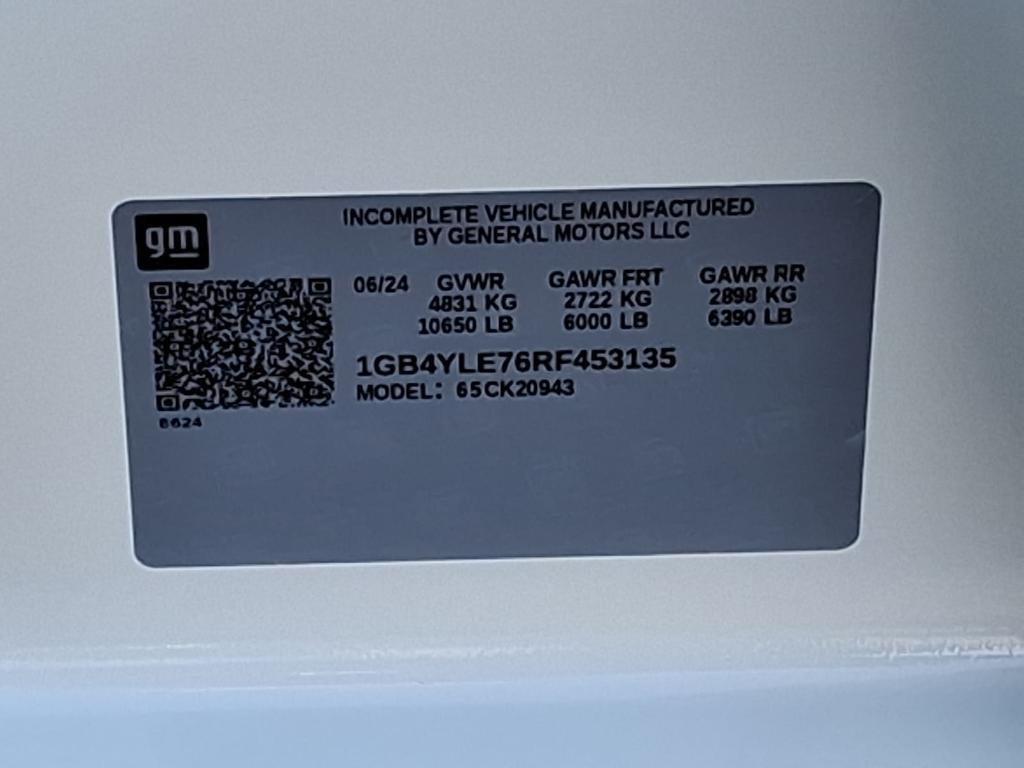 gm
INCOMPLETE VEHICLE MANUFACTURED
BY GENERAL MOTORS LLC
06/24 GVWR GAWR FRT GAWR RR
4831 KG 2722 KG 2898 KG
10650 LB 6000 LB 6390 LB
1GB4YLE76RF453135
MODEL: 65CK20943